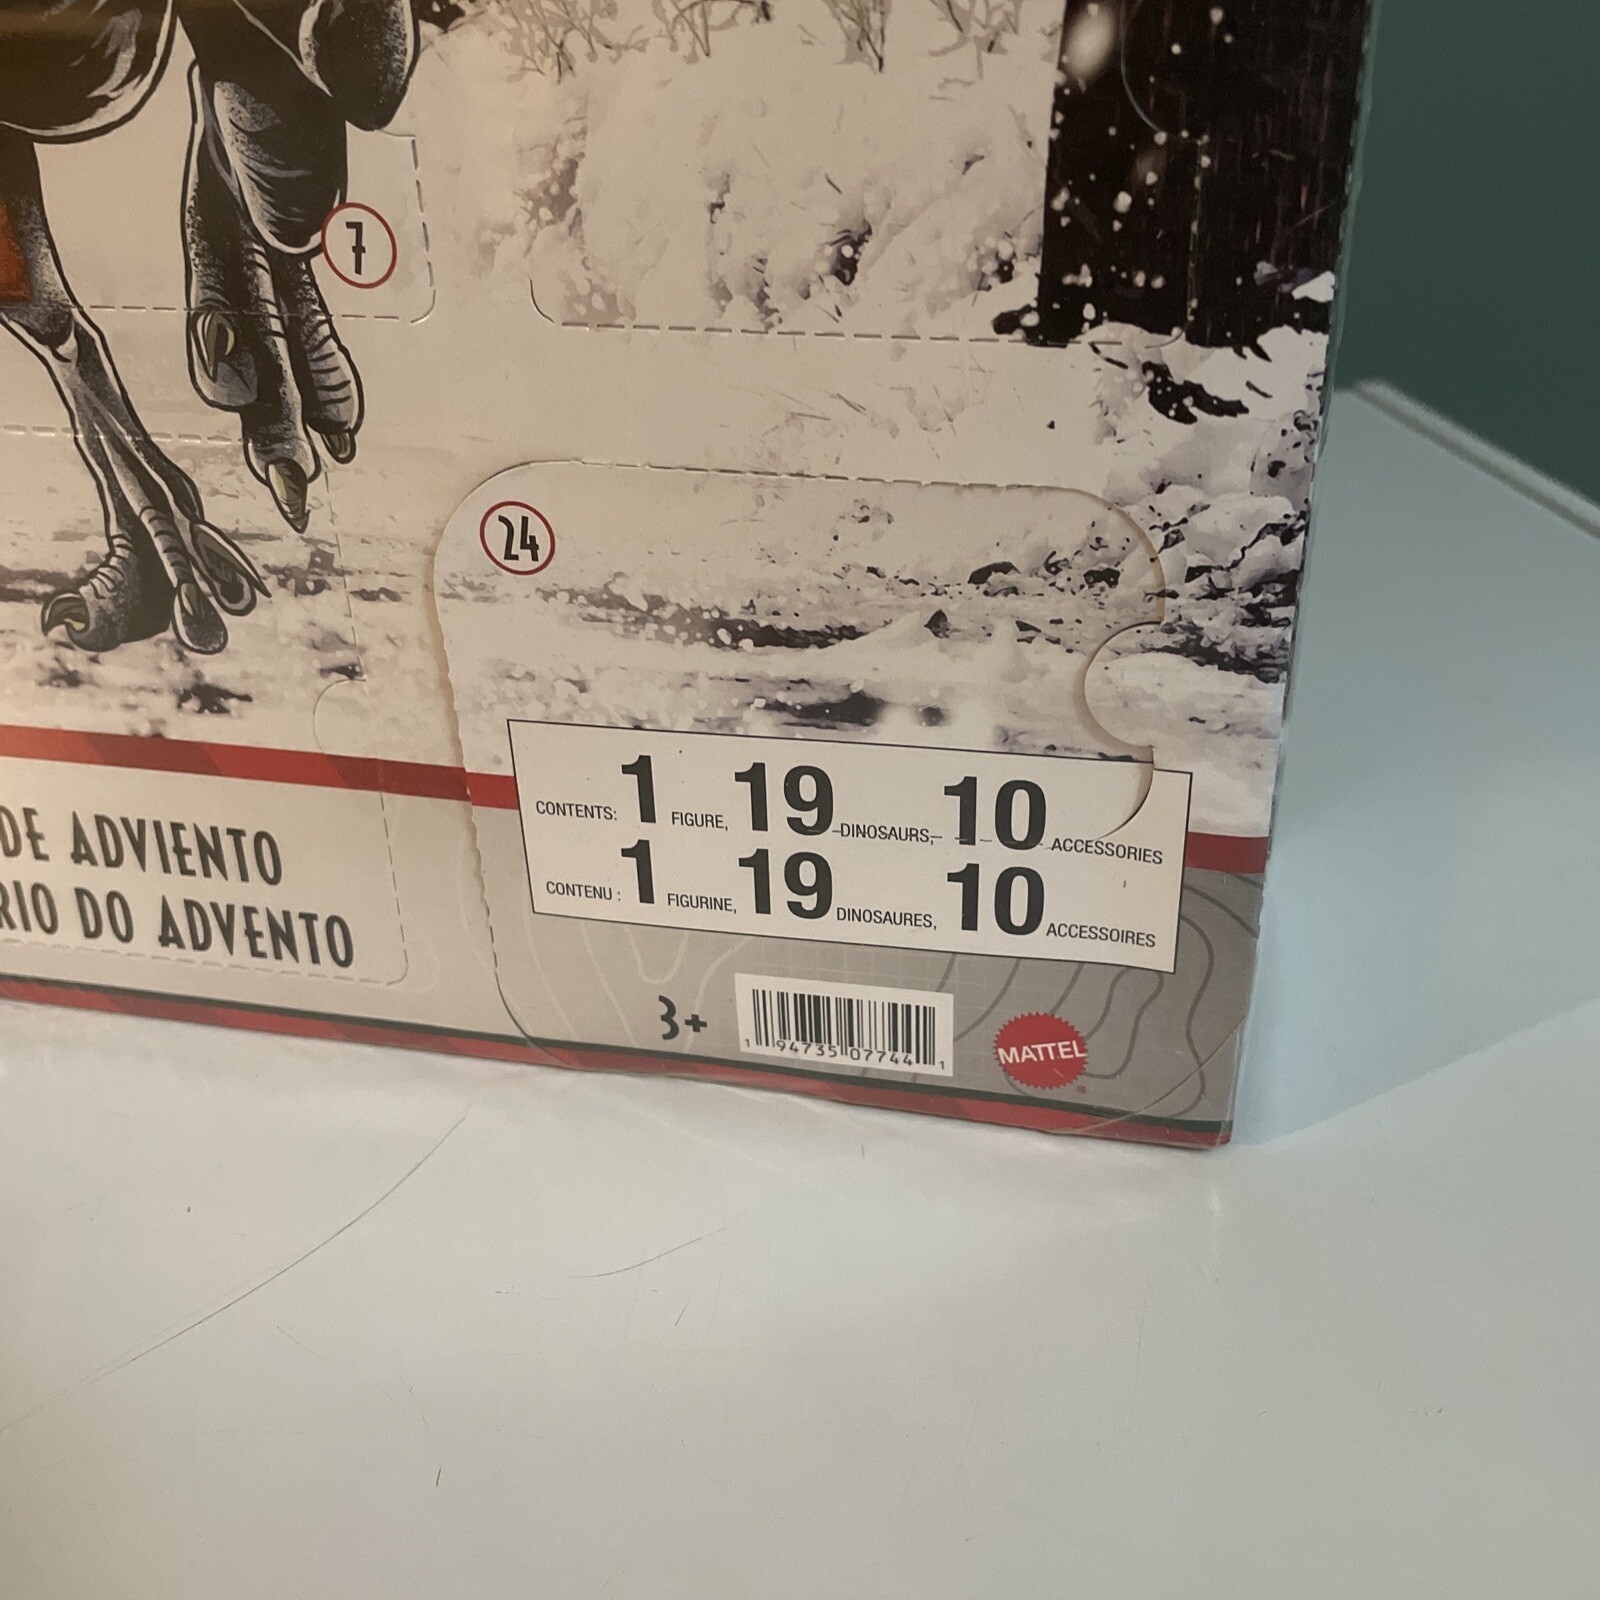 7
24
CONTENTS: 1 FIGURE, 19 DINOSAURS, 10 ACCESSORIES
CONTENU : 1 FIGURINE, 19 DINOSAURES, 10 ACCESSOIRES
DE ADVIENTO
RIO DO ADVENTO
3+
1 94735 07744 1
MATTEL